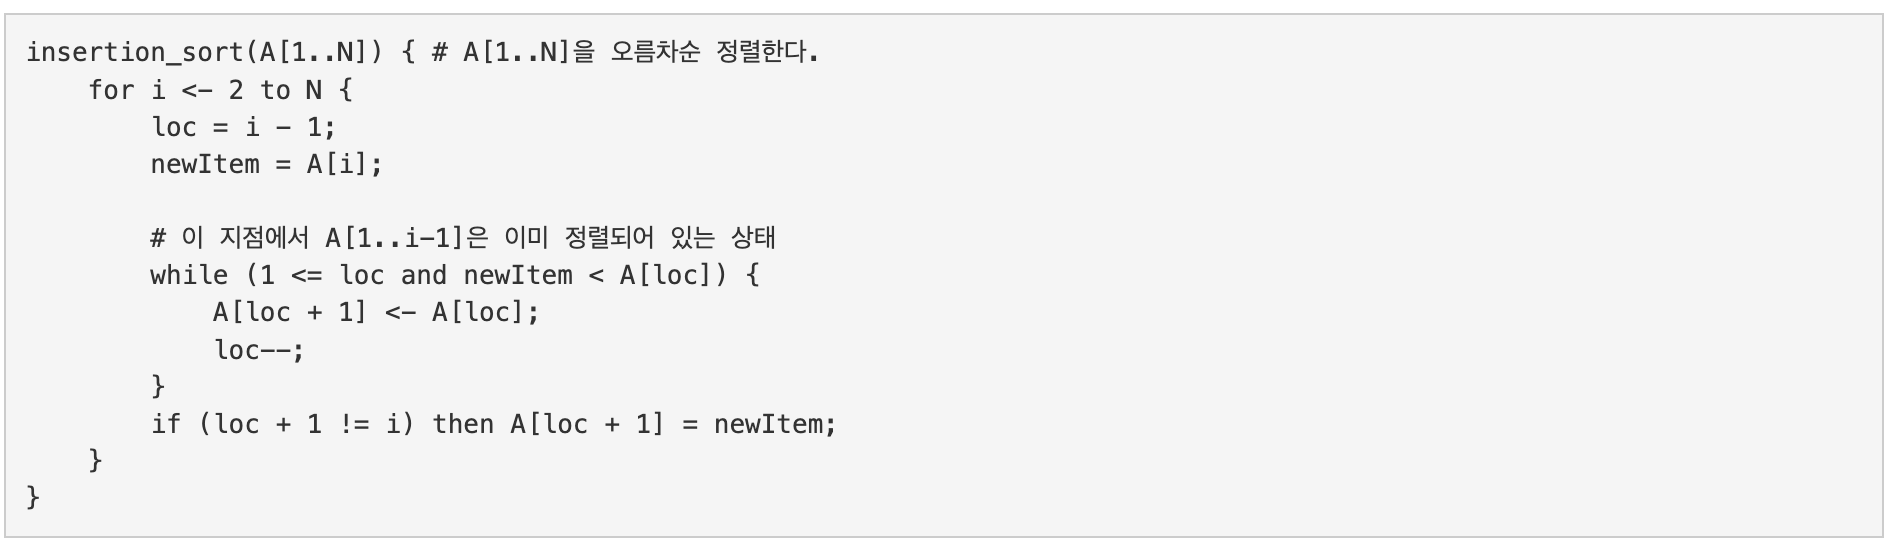 insertion_sort(A[1..N]) { # A[1..N]을 오름차순 정렬한다.
    for i <- 2 to N {
        loc = i - 1;
        newItem = A[i];

        # 이 지점에서 A[1..i-1]은 이미 정렬되어 있는 상태
        while (1 <= loc and newItem < A[loc]) {
            A[loc + 1] <- A[loc];
            loc--;
        }
        if (loc + 1 != i) then A[loc + 1] = newItem;
    }
}